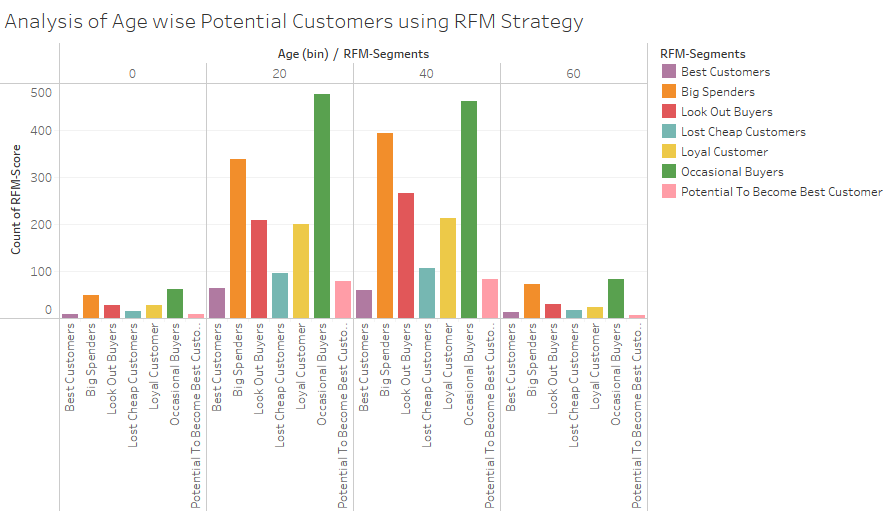 Analysis of Age wise Potential Customers using RFM Strategy
Age (bin) / RFM-Segments
0 20 40 60
Count of RFM-Score
500
400
300
200
100
0
Best Customers
Big Spenders
Look Out Buyers
Lost Cheap Customers
Loyal Customer
Occasional Buyers
Potential To Become Best Custo..
Best Customers
Big Spenders
Look Out Buyers
Lost Cheap Customers
Loyal Customer
Occasional Buyers
Potential To Become Best Custo..
Best Customers
Big Spenders
Look Out Buyers
Lost Cheap Customers
Loyal Customer
Occasional Buyers
Potential To Become Best Custo..
Best Customers
Big Spenders
Look Out Buyers
Lost Cheap Customers
Loyal Customer
Occasional Buyers
Potential To Become Best Custo..
RFM-Segments
Best Customers
Big Spenders
Look Out Buyers
Lost Cheap Customers
Loyal Customer
Occasional Buyers
Potential To Become Best Customer